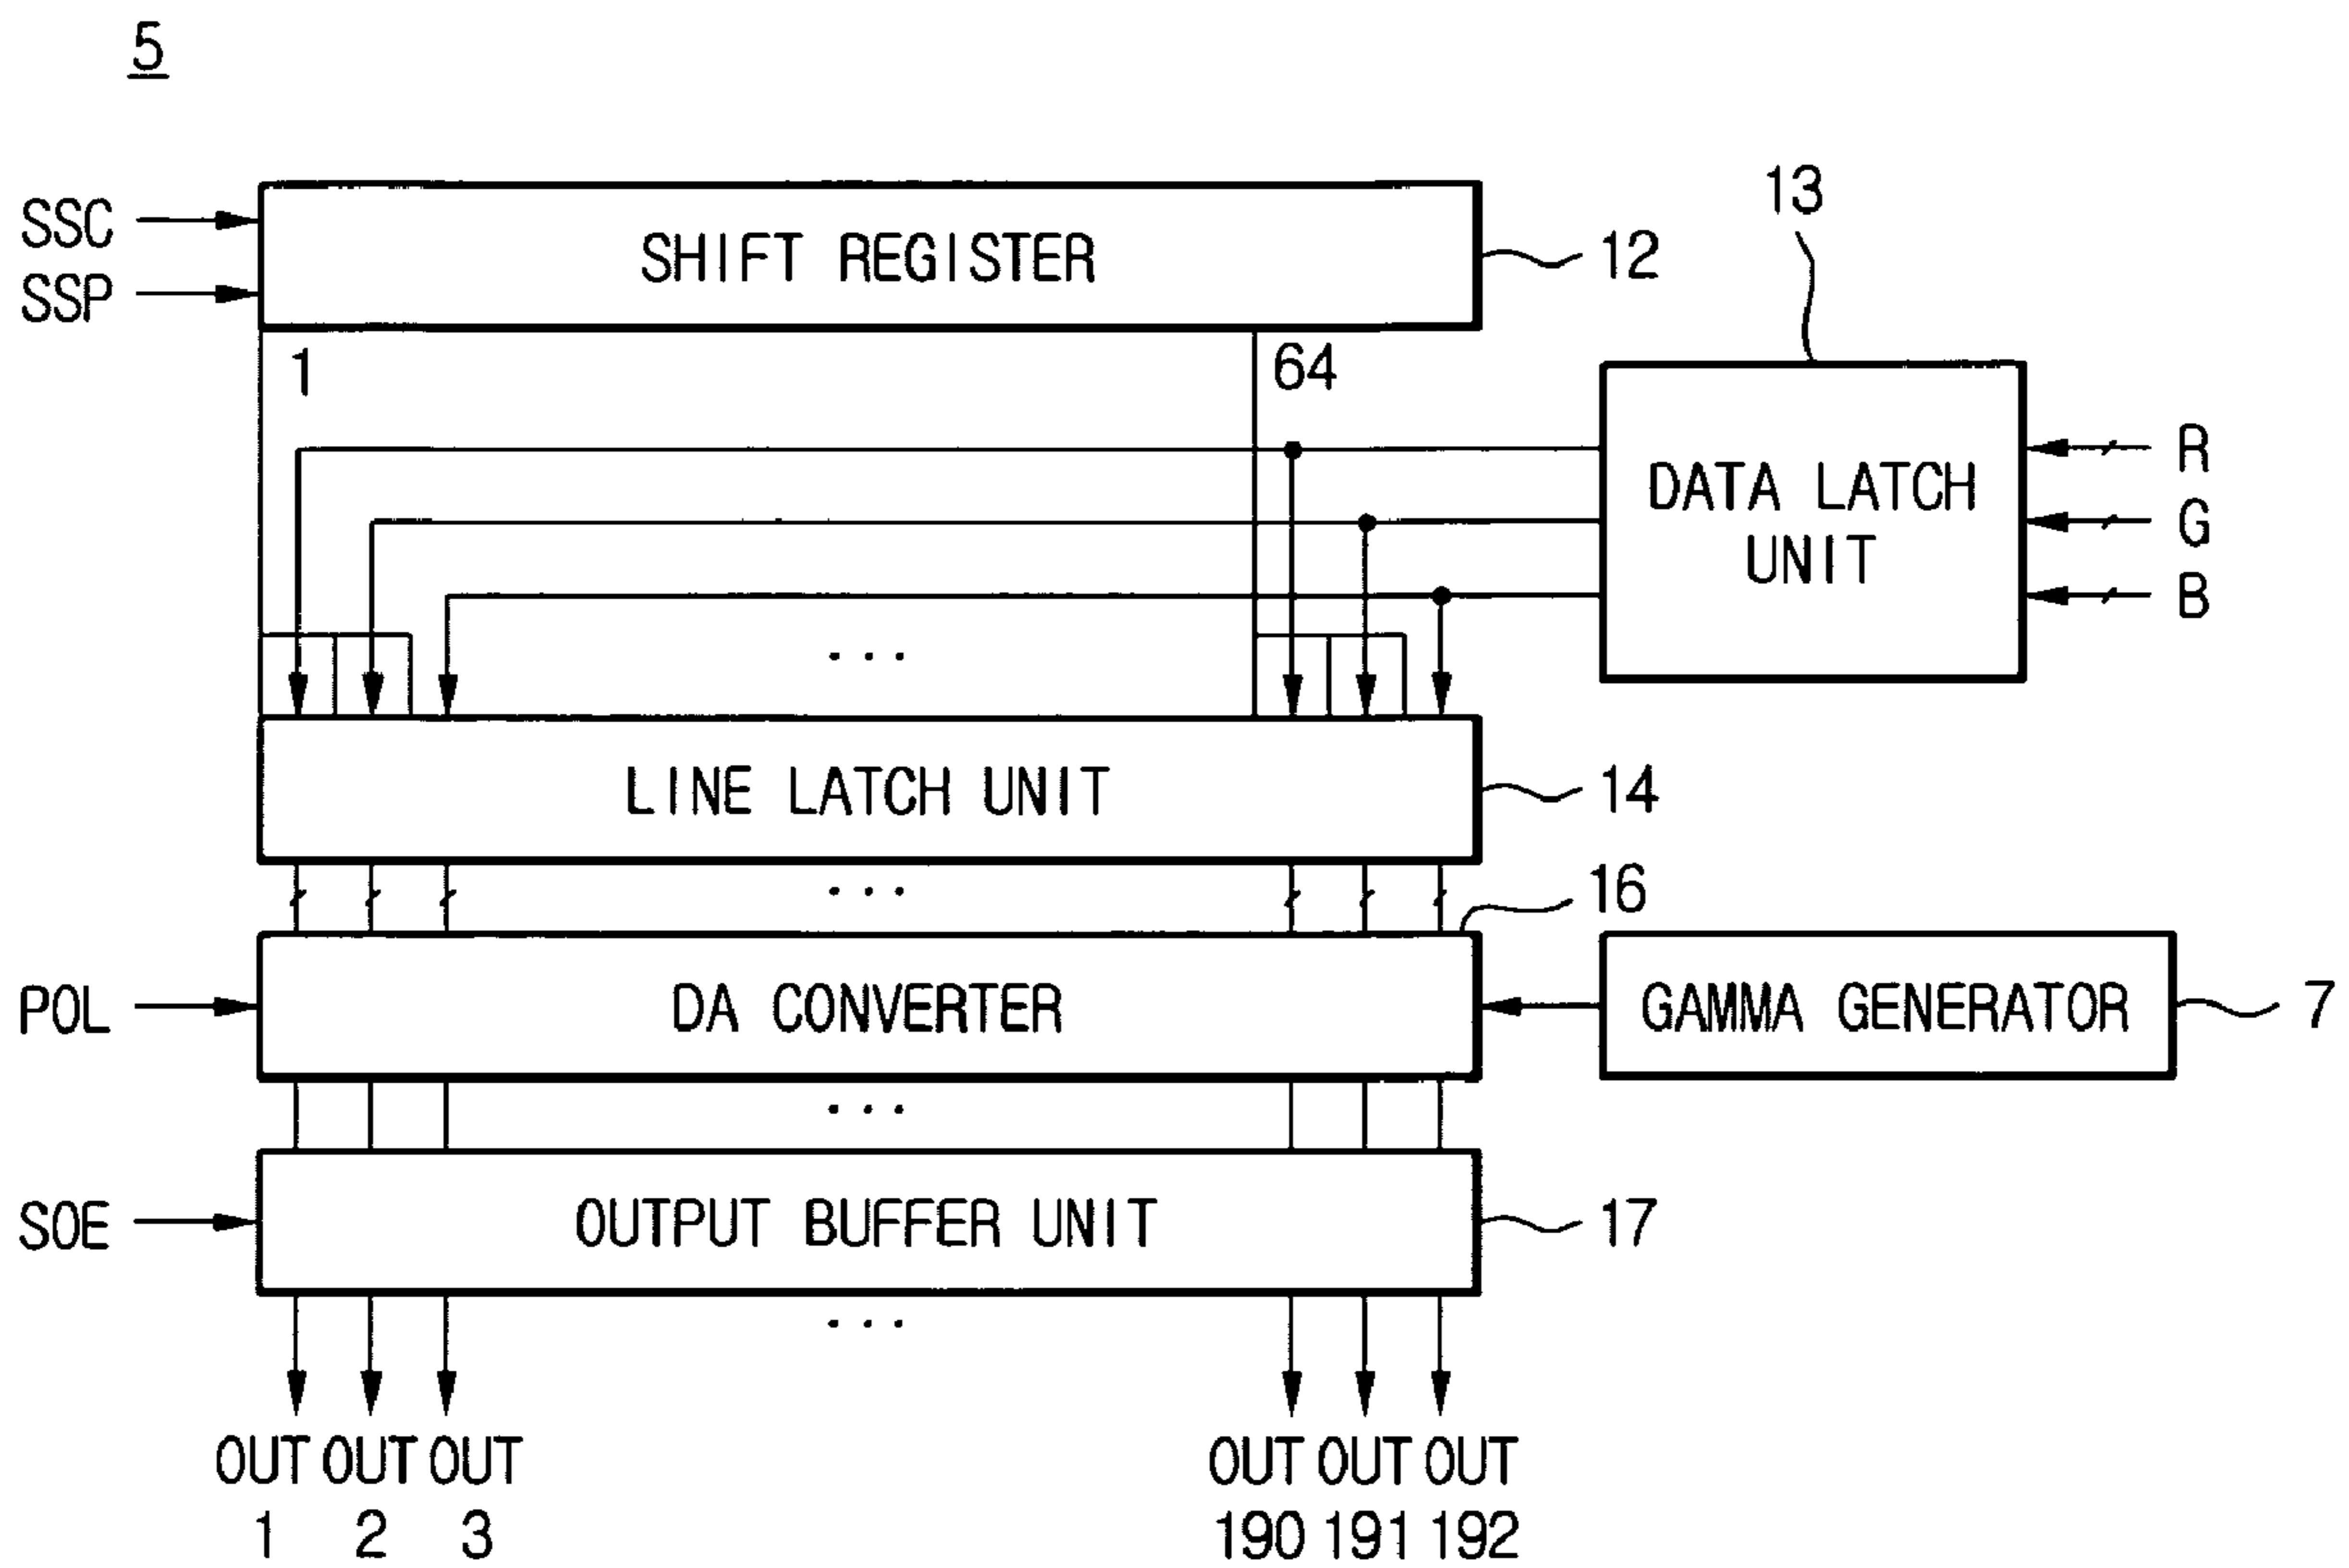 5
SSC
SSP
SHIFT REGISTER
12
13
1
64
DATA LATCH
UNIT
R
G
B
...
LINE LATCH UNIT
14
...
16
POL
DA CONVERTER
GAMMA GENERATOR
7
...
SOE
OUTPUT BUFFER UNIT
17
...
OUT OUT OUT OUT OUT OUT
1 2 3 190 191 192